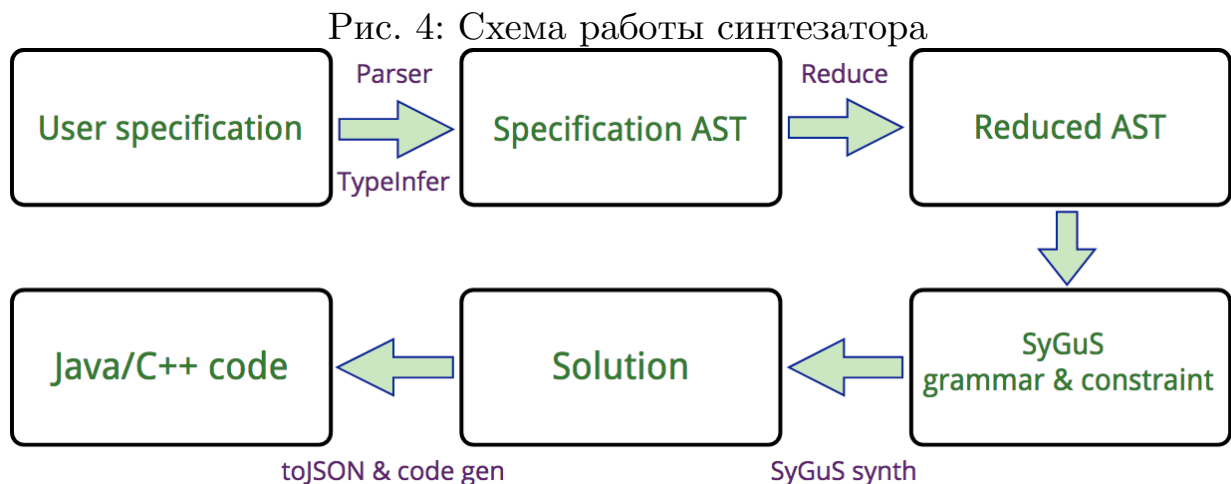 Рис. 4: Схема работы синтезатора
User specification
Parser
TypeInfer
Specification AST
Reduce
Reduced AST
SyGuS
grammar & constraint
SyGuS synth
Solution
toJSON & code gen
Java/C++ code